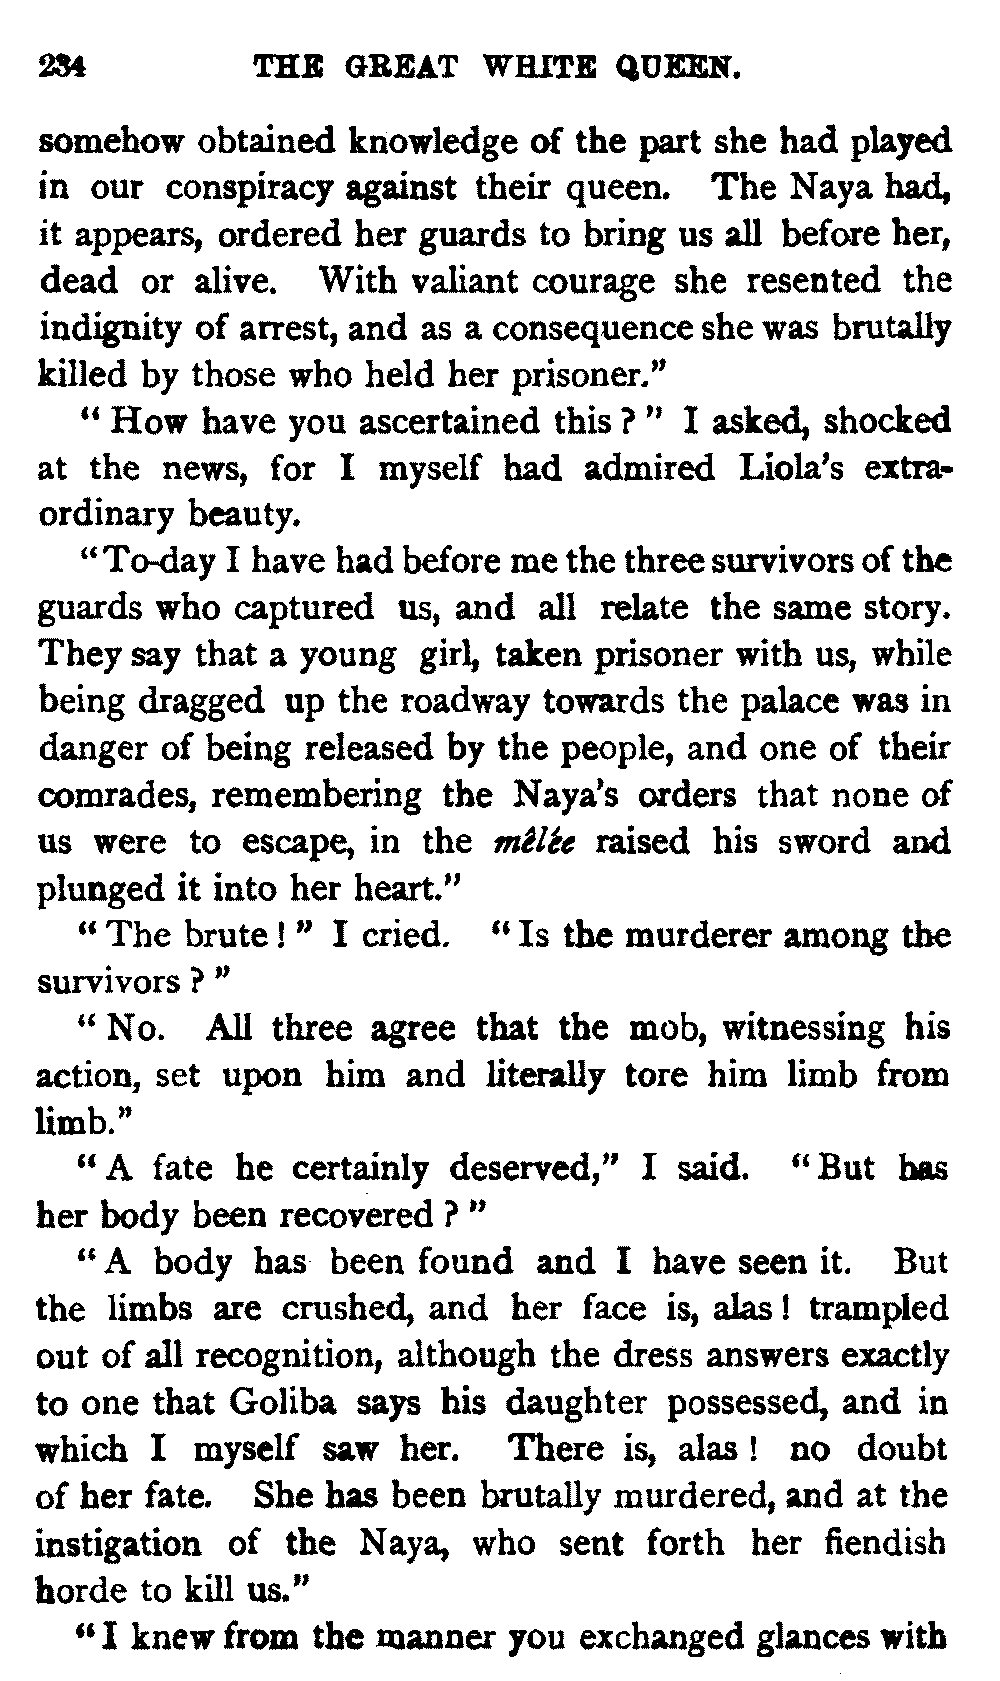 234 THE GREAT WHITE QUEEN.
somehow obtained knowledge of the part she had played
in our conspiracy against their queen. The Naya had,
it appears, ordered her guards to bring us all before her,
dead or alive. With valiant courage she resented the
indignity of arrest, and as a consequence she was brutally
killed by those who held her prisoner.”
“ How have you ascertained this ? ” I asked, shocked
at the news, for I myself had admired Liola’s extra-
ordinary beauty.
“To-day I have had before me the three survivors of the
guards who captured us, and all relate the same story.
They say that a young girl, taken prisoner with us, while
being dragged up the roadway towards the palace was in
danger of being released by the people, and one of their
comrades, remembering the Naya’s orders that none of
us were to escape, in the mêlée raised his sword and
plunged it into her heart.”
“ The brute ! ” I cried. “ Is the murderer among the
survivors ? ”
“ No. All three agree that the mob, witnessing his
action, set upon him and literally tore him limb from
limb.”
“ A fate he certainly deserved,” I said. “ But has
her body been recovered ? ”
“ A body has been found and I have seen it. But
the limbs are crushed, and her face is, alas ! trampled
out of all recognition, although the dress answers exactly
to one that Goliba says his daughter possessed, and in
which I myself saw her. There is, alas ! no doubt
of her fate. She has been brutally murdered, and at the
instigation of the Naya, who sent forth her fiendish
horde to kill us.”
“ I knew from the manner you exchanged glances with